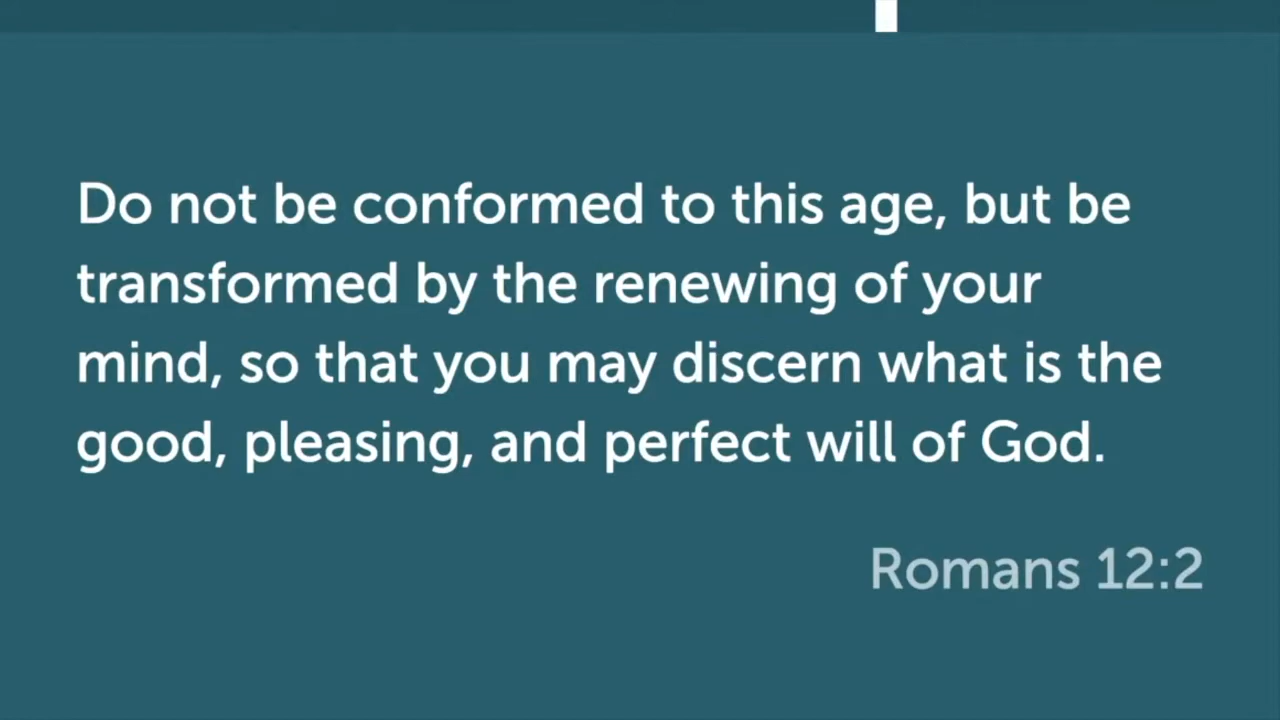 Do not be conformed to this age, but be
transformed by the renewing of your
mind, so that you may discern what is the
good, pleasing, and perfect will of God.
Romans 12:2